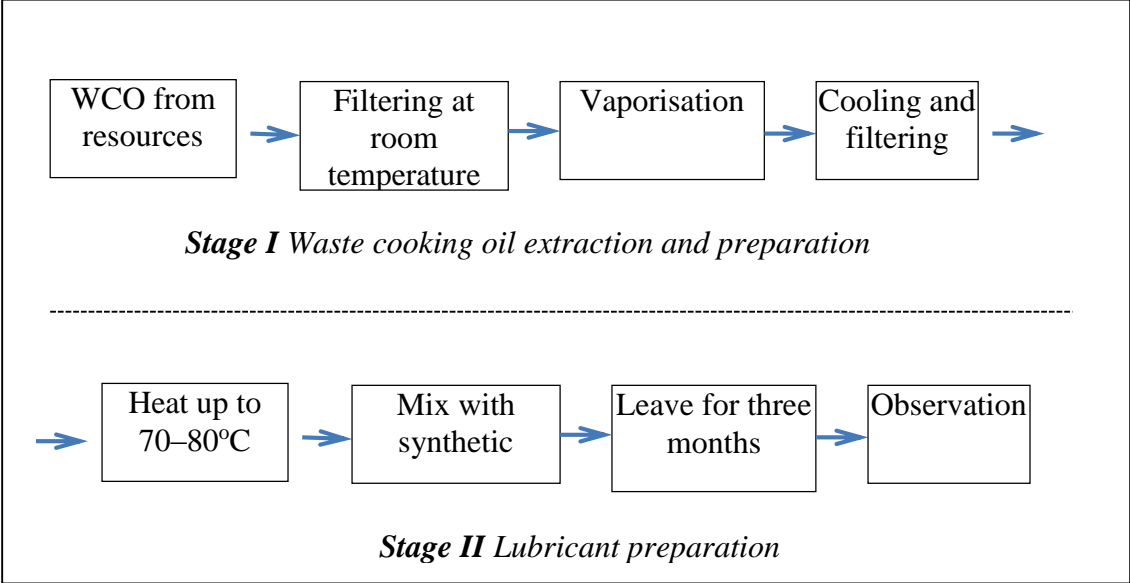 WCO from
resources
Filtering at
room
temperature
Vaporisation
Cooling and
filtering
Stage I Waste cooking oil extraction and preparation
Heat up to
70–80ºC
Mix with
synthetic
Leave for three
months
Observation
Stage II Lubricant preparation